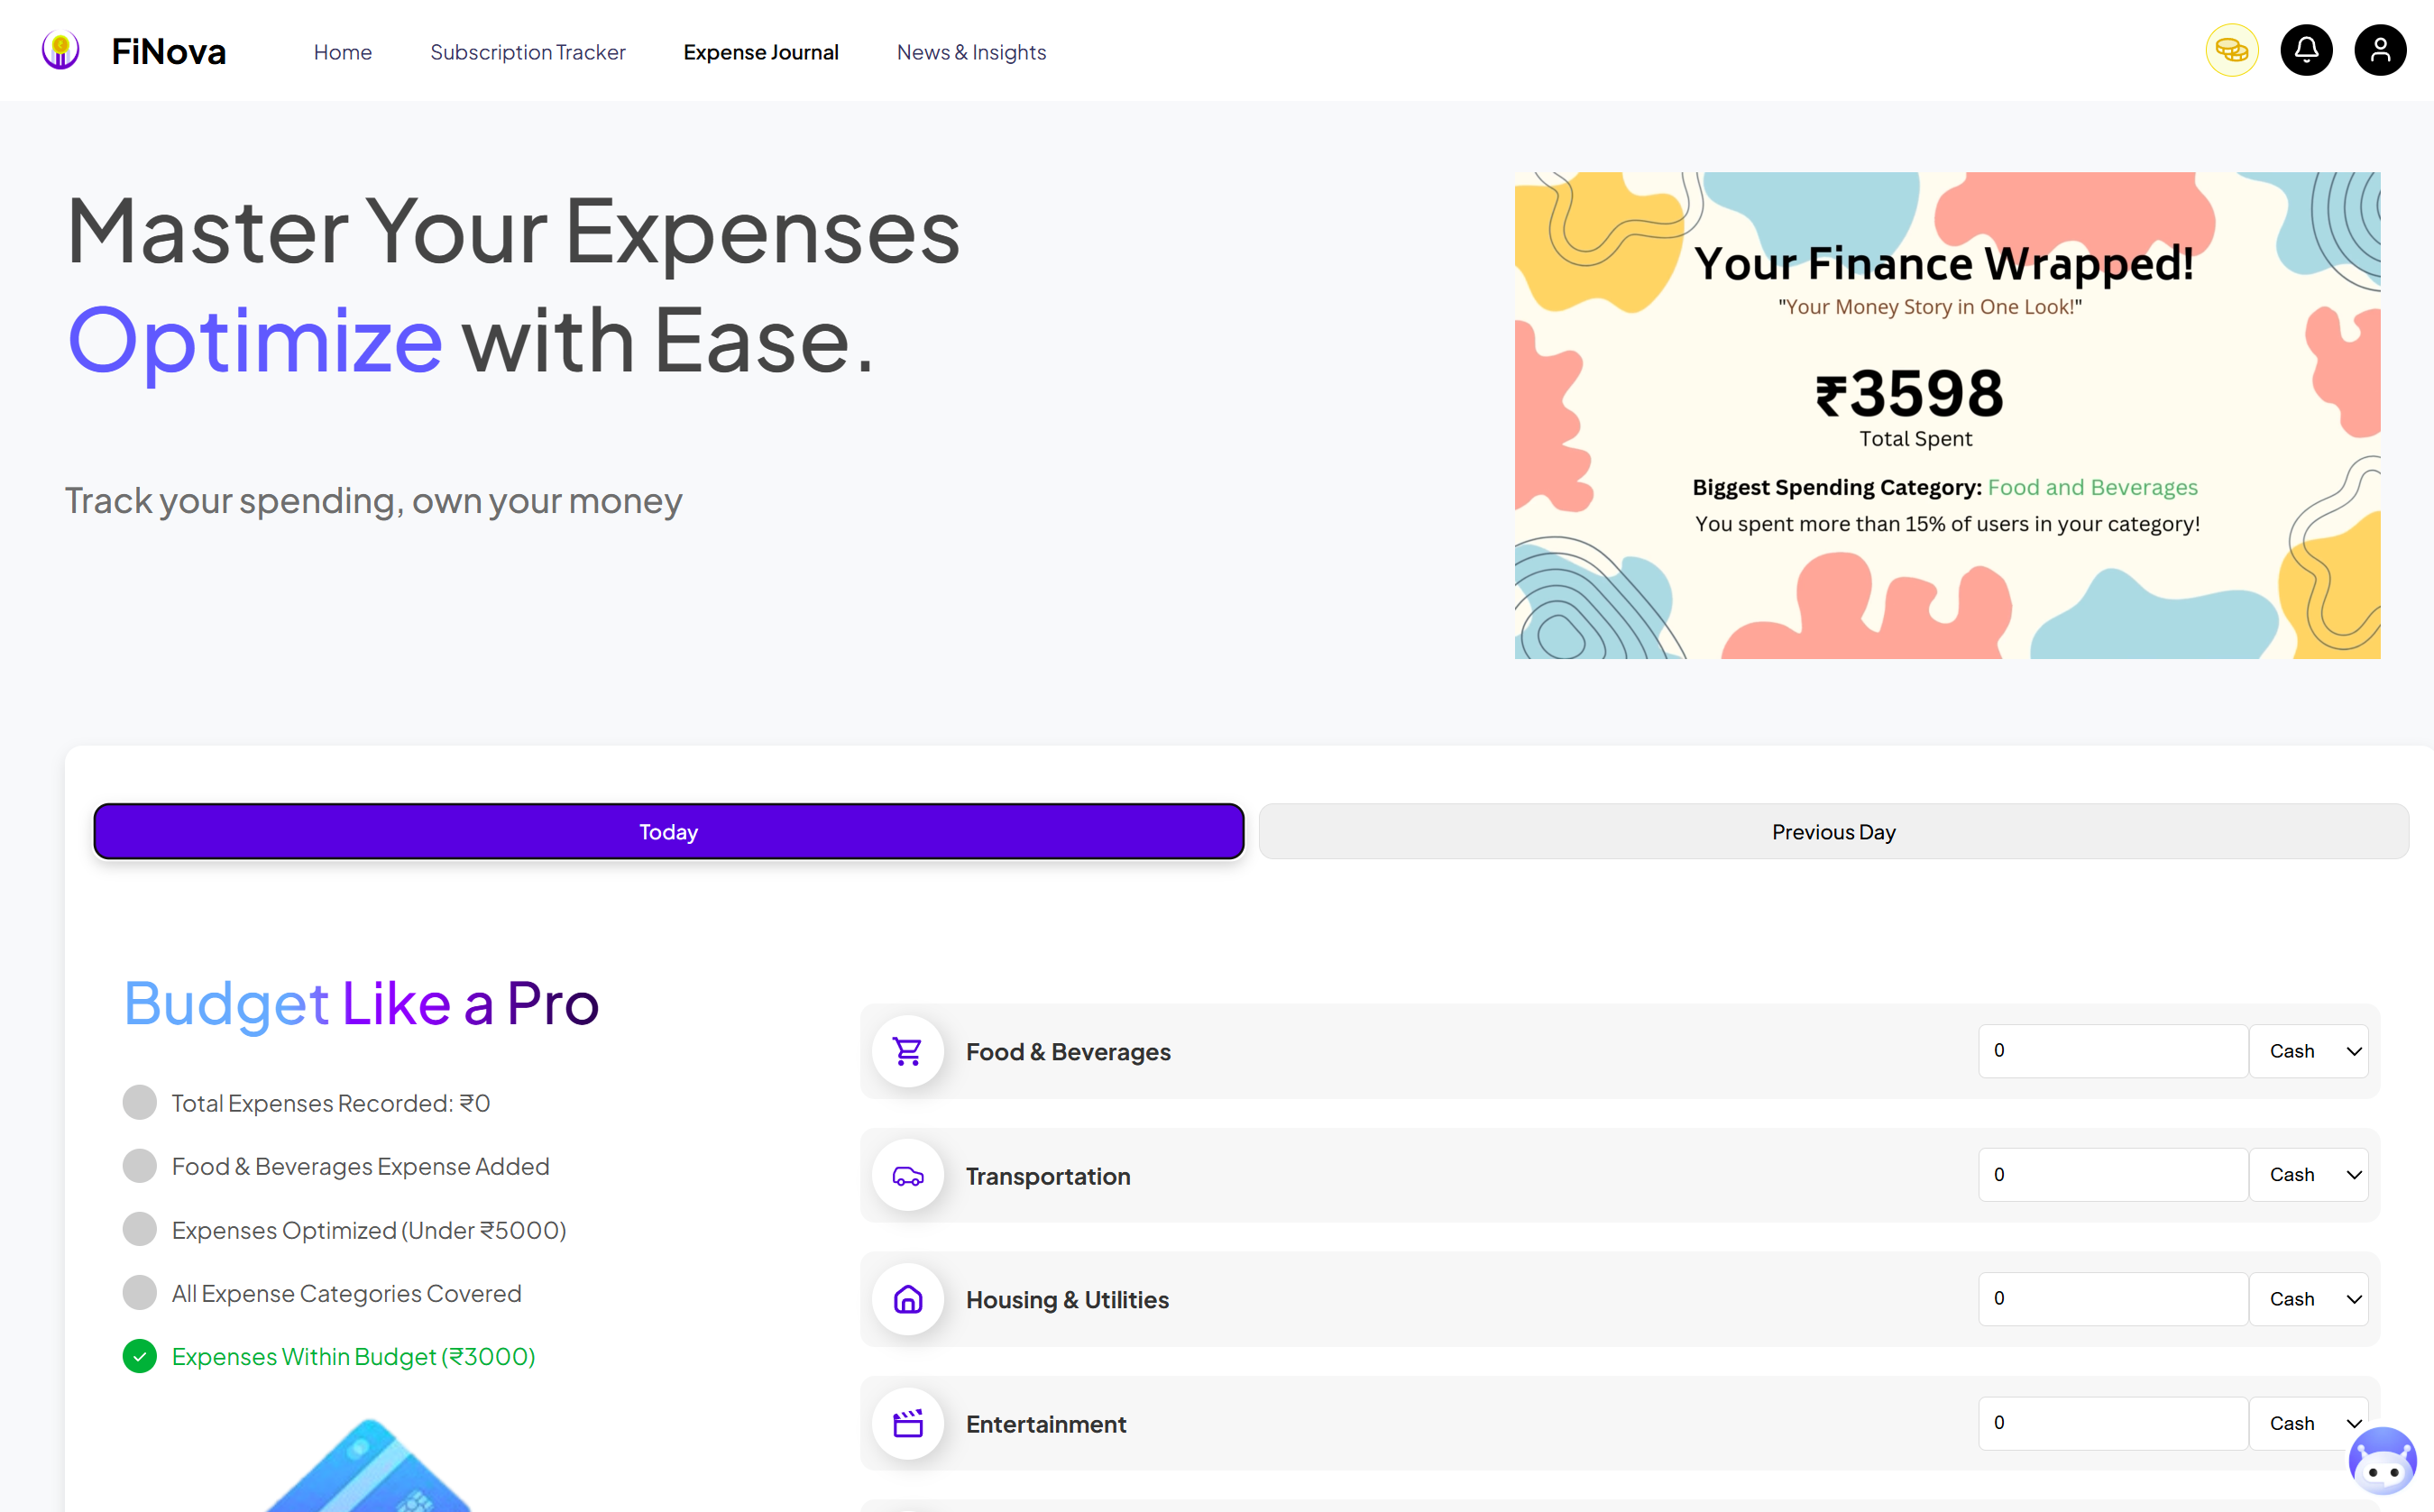 FiNova
Home
Subscription Tracker
Expense Journal
News & Insights
Master Your Expenses
Optimize with Ease.
Track your spending, own your money
Your Finance Wrapped!
"Your Money Story in One Look!"
₹3598
Total Spent
Biggest Spending Category: Food and Beverages
You spent more than 15% of users in your category!
Today
Previous Day
Budget Like a Pro
Total Expenses Recorded: ₹0
Food & Beverages Expense Added
Expenses Optimized (Under ₹5000)
All Expense Categories Covered
Expenses Within Budget (₹3000)
Food & Beverages
0
Cash
Transportation
0
Cash
Housing & Utilities
0
Cash
Entertainment
0
Cash